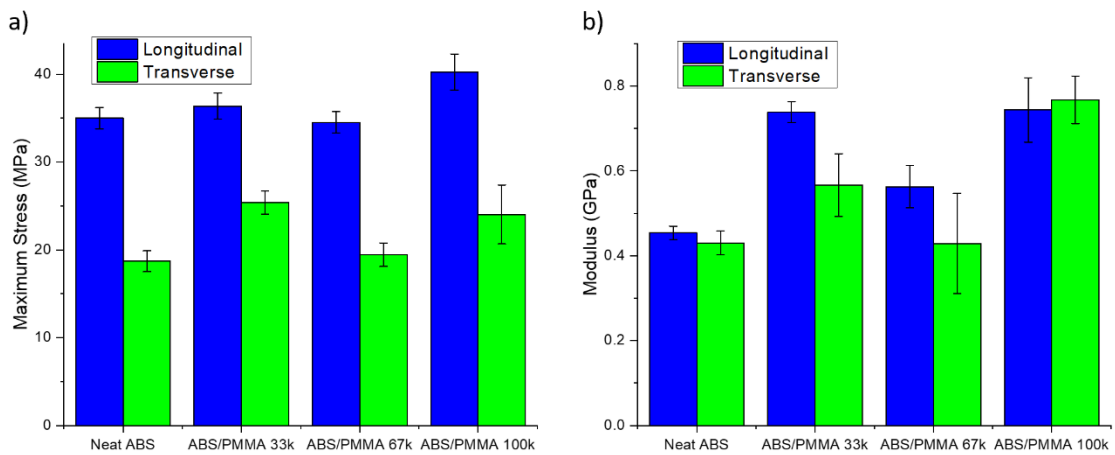 a)
Longitudinal
Transverse
Maximum Stress (MPa)
40
30
20
10
0
Neat ABS ABS/PMMA 33k ABS/PMMA 67k ABS/PMMA 100k
b)
Longitudinal
Transverse
Modulus (GPa)
0.8
0.6
0.4
0.2
0.0
Neat ABS ABS/PMMA 33k ABS/PMMA 67k ABS/PMMA 100k